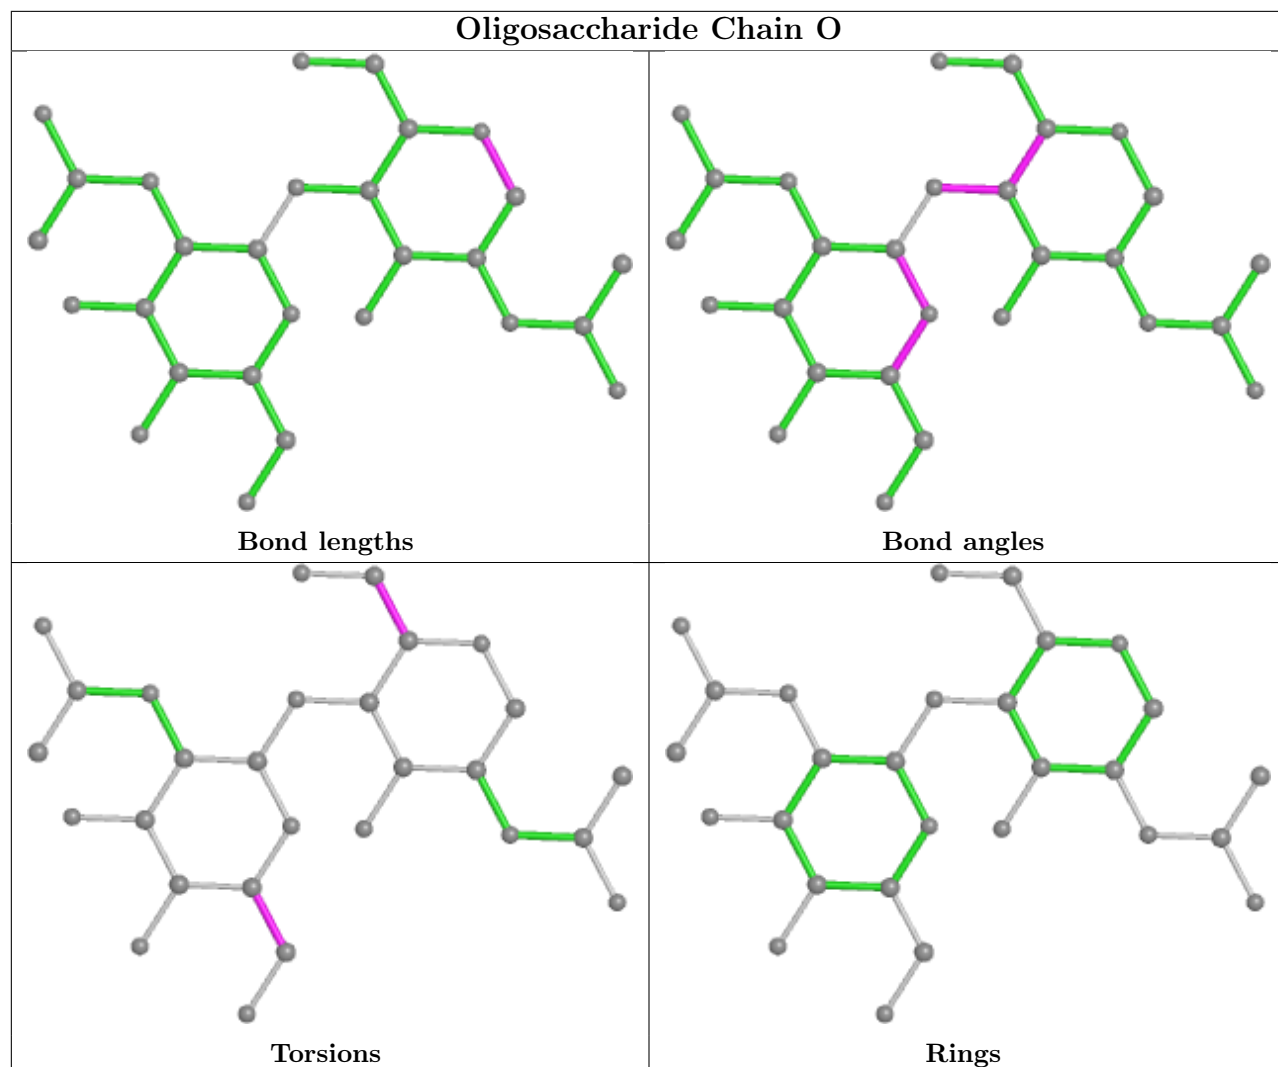 Oligosaccharide Chain O
Bond lengths
Bond angles
Torsions
Rings